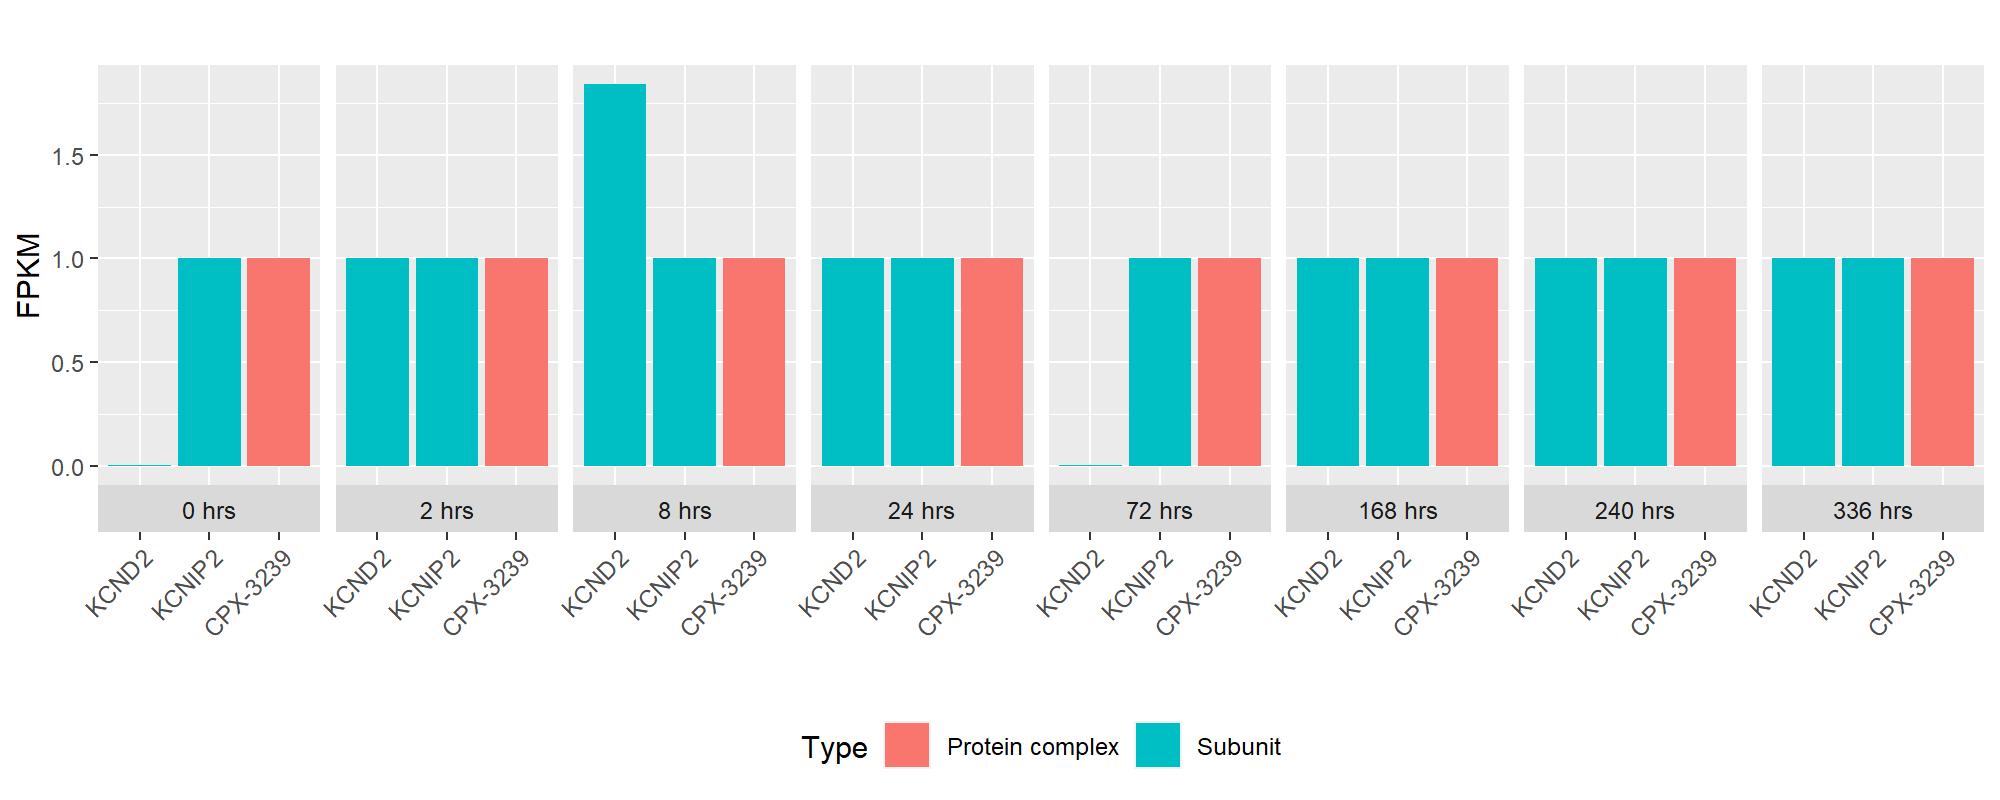 FPKM
1.5
1.0
0.5
0.0
0 hrs 2 hrs 8 hrs 24 hrs 72 hrs 168 hrs 240 hrs 336 hrs
KCND2 KCNIP2 CPX-3239 KCND2 KCNIP2 CPX-3239 KCND2 KCNIP2 CPX-3239 KCND2 KCNIP2 CPX-3239 KCND2 KCNIP2 CPX-3239 KCND2 KCNIP2 CPX-3239 KCND2 KCNIP2 CPX-3239 KCND2 KCNIP2 CPX-3239
Type Protein complex Subunit